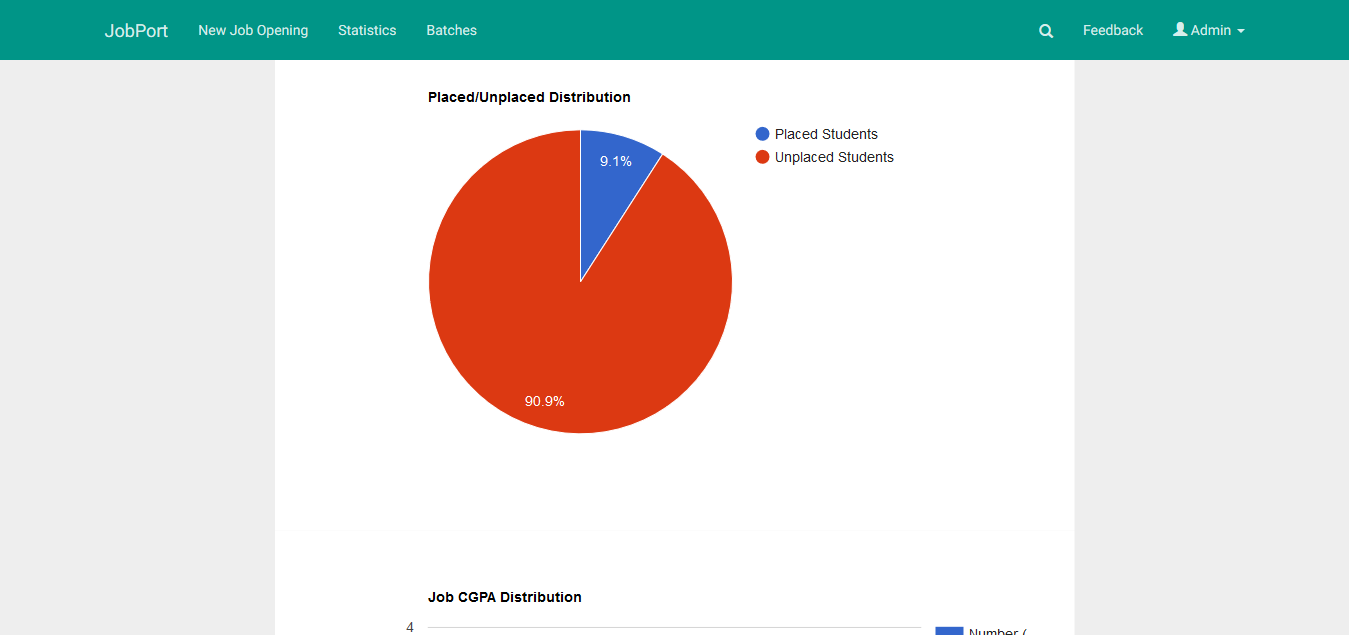 JobPort New Job Opening Statistics Batches Feedback Admin
Placed/Unplaced Distribution
Placed Students
Unplaced Students
9.1%
90.9%
Job CGPA Distribution
4
Number (